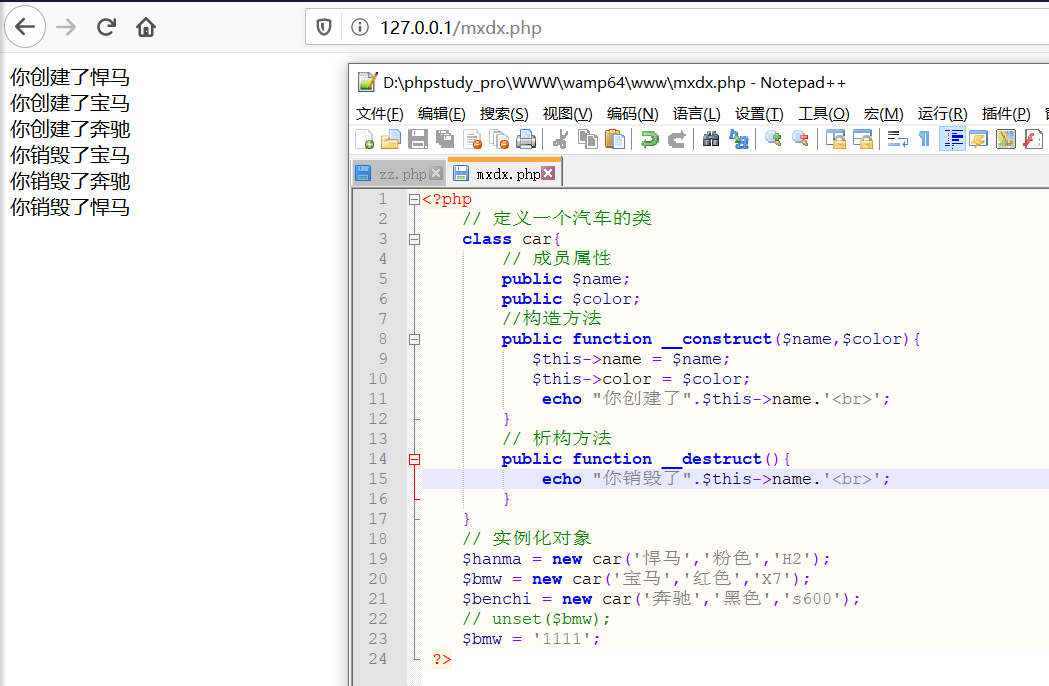 127.0.0.1/mxdx.php
你创建了悍马
你创建了宝马
你创建了奔驰
你销毁了宝马
你销毁了奔驰
你销毁了悍马
D:\phpstudy_pro\WWW\wamp64\www\mxdx.php - Notepad++
文件(F) 编辑(E) 搜索(S) 视图(V) 编码(N) 语言(L) 设置(T) 工具(O) 宏(M) 运行(R) 插件(P)
zz.php mxdx.php
1 <?php
2 // 定义一个汽车的类
3 class car{
4 // 成员属性
5 public $name;
6 public $color;
7 //构造方法
8 public function __construct($name,$color){
9 $this->name = $name;
10 $this->color = $color;
11 echo "你创建了".$this->name.'<br>';
12 }
13 // 析构方法
14 public function __destruct(){
15 echo "你销毁了".$this->name.'<br>';
16 }
17 }
18 // 实例化对象
19 $hanma = new car('悍马','粉色','H2');
20 $bmw = new car('宝马','红色','X7');
21 $benchi = new car('奔驰','黑色','s600');
22 // unset($bmw);
23 $bmw = '1111';
24 ?>